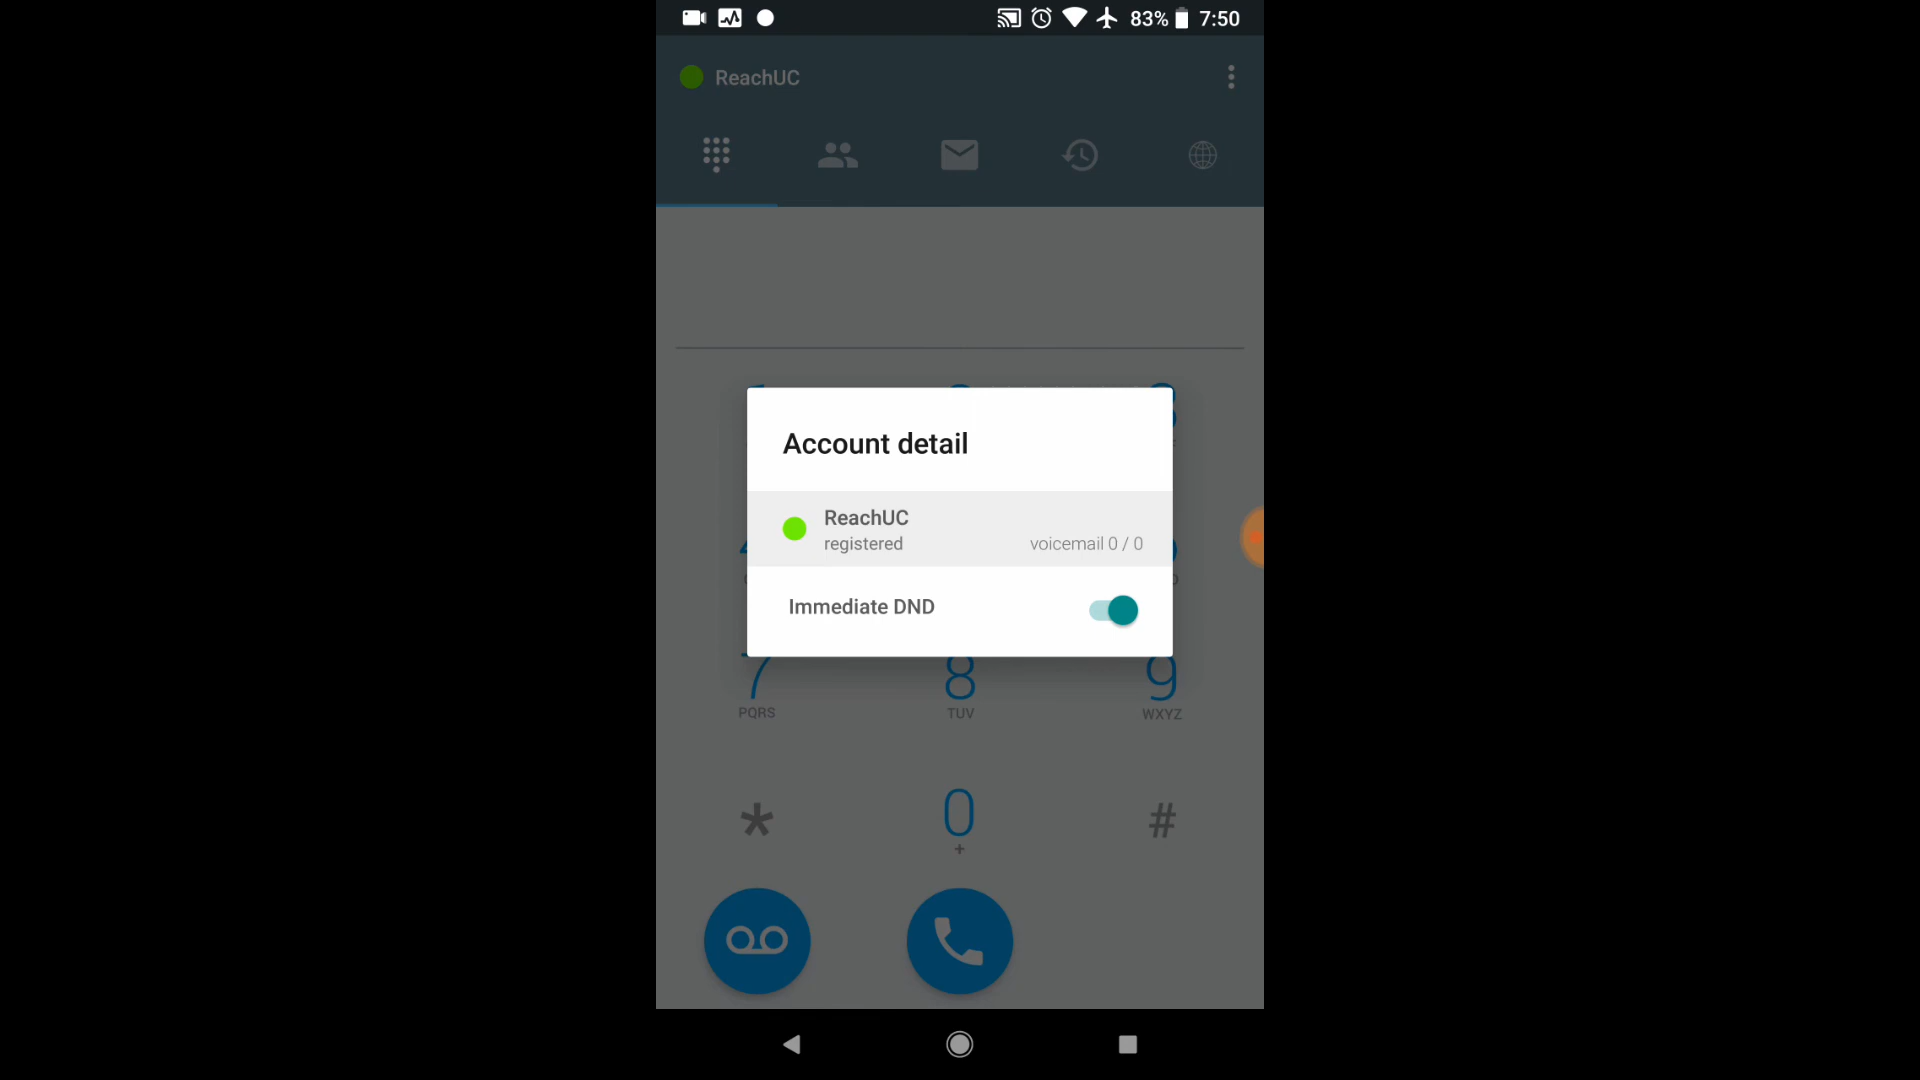 83% 7:50
ReachUC
Account detail
ReachUC
registered
voicemail 0 / 0
Immediate DND
7 8 9
PQRS TUV WXYZ
* 0 #
+